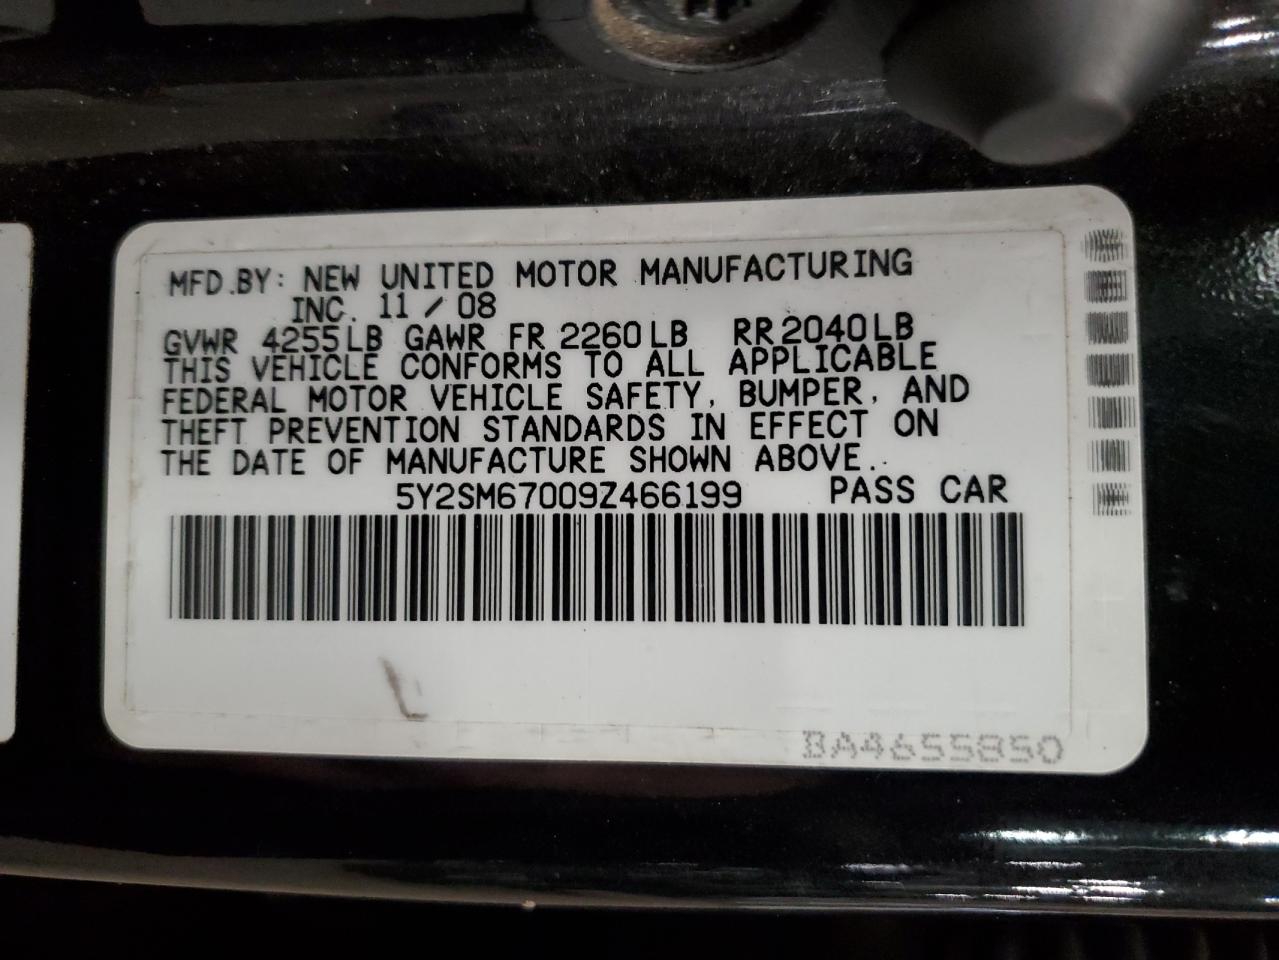 MFD.BY: NEW UNITED MOTOR MANUFACTURING
INC. 11/08
GVWR 4255LB GAWR FR 2260LB RR2040LB
THIS VEHICLE CONFORMS TO ALL APPLICABLE
FEDERAL MOTOR VEHICLE SAFETY, BUMPER, AND
THEFT PREVENTION STANDARDS IN EFFECT ON
THE DATE OF MANUFACTURE SHOWN ABOVE.
5Y2SM67009Z466199 PASS CAR
BA4655850